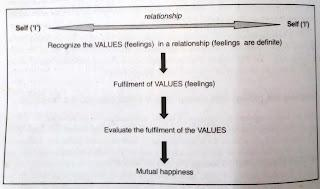 relationship
Self ('I') Self ('I')
Recognize the VALUES (feelings) in a relationship (feelings are definite)
Fulfilment of VALUES (feelings)
Evaluate the fulfilment of the VALUES
Mutual happiness